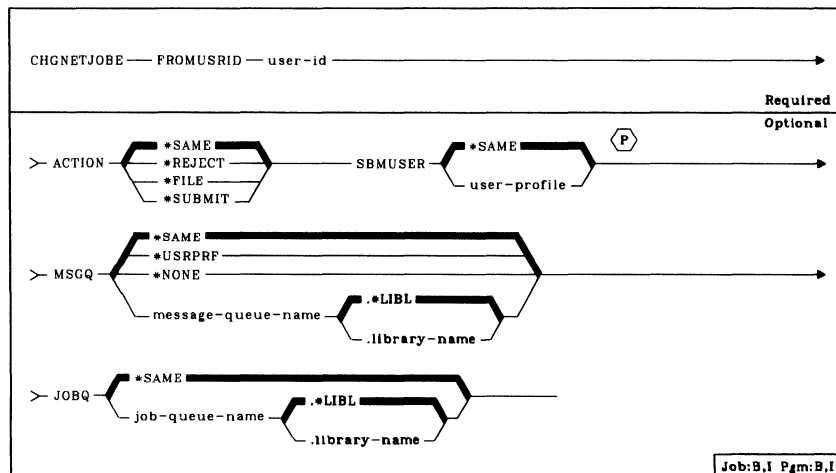 CHGNETJOBE FROMUSRID user-id
Required
Optional
P
ACTION *SAME SBMUSER *SAME
*REJECT user-profile
*FILE
*SUBMIT
MSGQ *SAME
*USRPRF
*NONE
message-queue-name .*LIBL
.library-name
JOBQ *SAME
job-queue-name .*LIBL
.library-name
Job:B,I Pgm:B,I